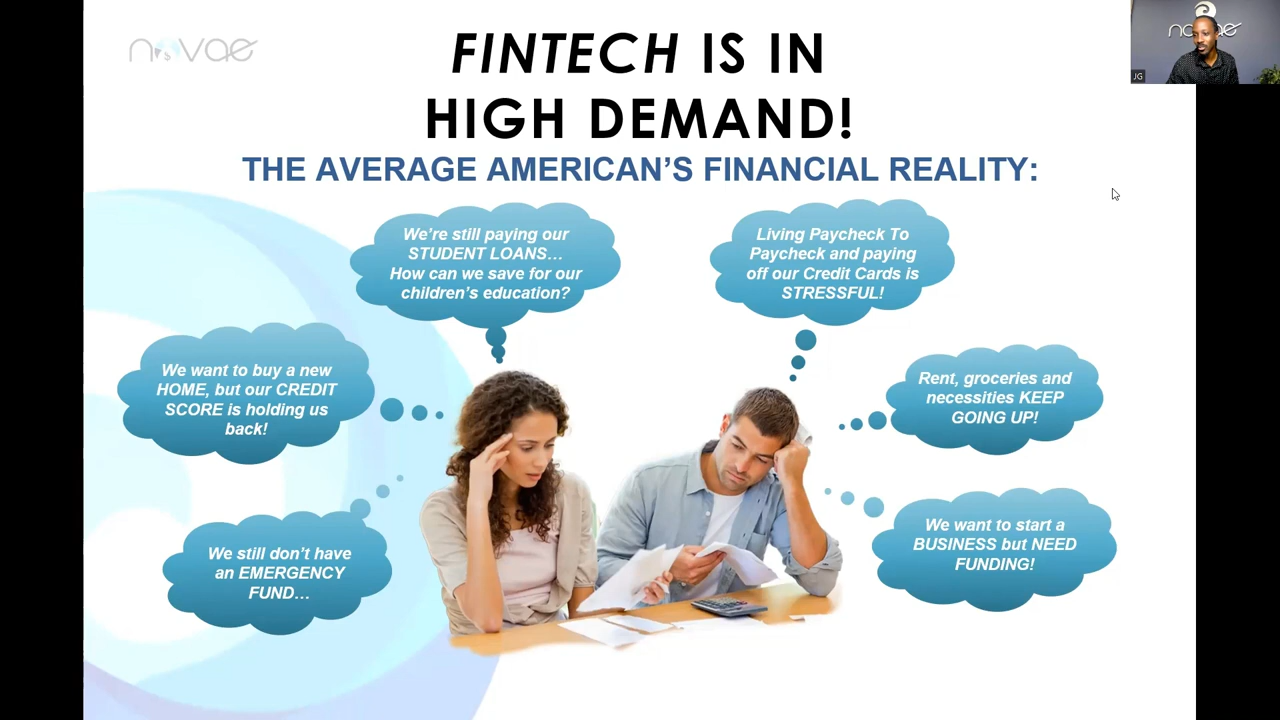 novae
FINTECH IS IN
HIGH DEMAND!
THE AVERAGE AMERICAN'S FINANCIAL REALITY:
We're still paying our
STUDENT LOANS…
How can we save for our
children's education?
Living Paycheck To
Paycheck and paying
off our Credit Cards is
STRESSFUL!
We want to buy a new
HOME, but our CREDIT
SCORE is holding us
back!
Rent, groceries and
necessities KEEP
GOING UP!
We still don't have
an EMERGENCY
FUND…
We want to start a
BUSINESS but NEED
FUNDING!
JG